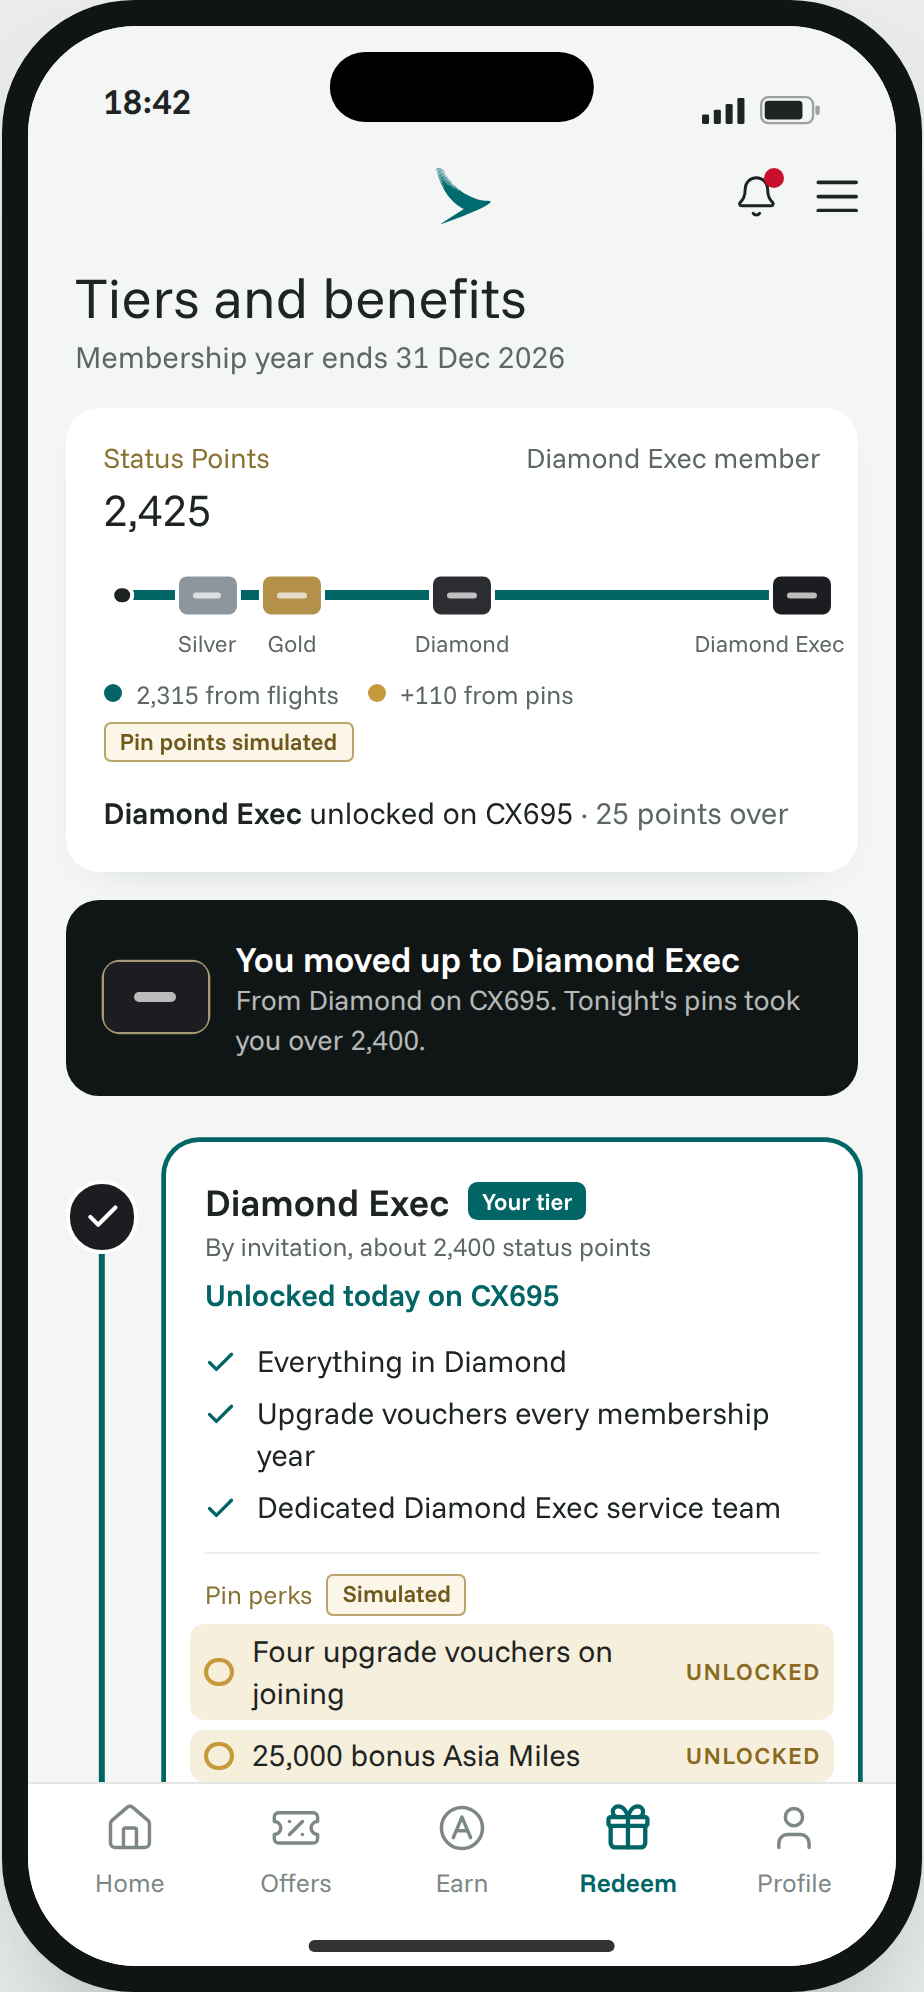 18:42
Tiers and benefits
Membership year ends 31 Dec 2026
Status Points
Diamond Exec member
2,425
Silver
Gold
Diamond
Diamond Exec
2,315 from flights
+110 from pins
Pin points simulated
Diamond Exec unlocked on CX695 · 25 points over
You moved up to Diamond Exec
From Diamond on CX695. Tonight's pins took
you over 2,400.
Diamond Exec
Your tier
By invitation, about 2,400 status points
Unlocked today on CX695
Everything in Diamond
Upgrade vouchers every membership
year
Dedicated Diamond Exec service team
Pin perks
Simulated
Four upgrade vouchers on
joining
UNLOCKED
25,000 bonus Asia Miles
UNLOCKED
Home
Offers
Earn
Redeem
Profile